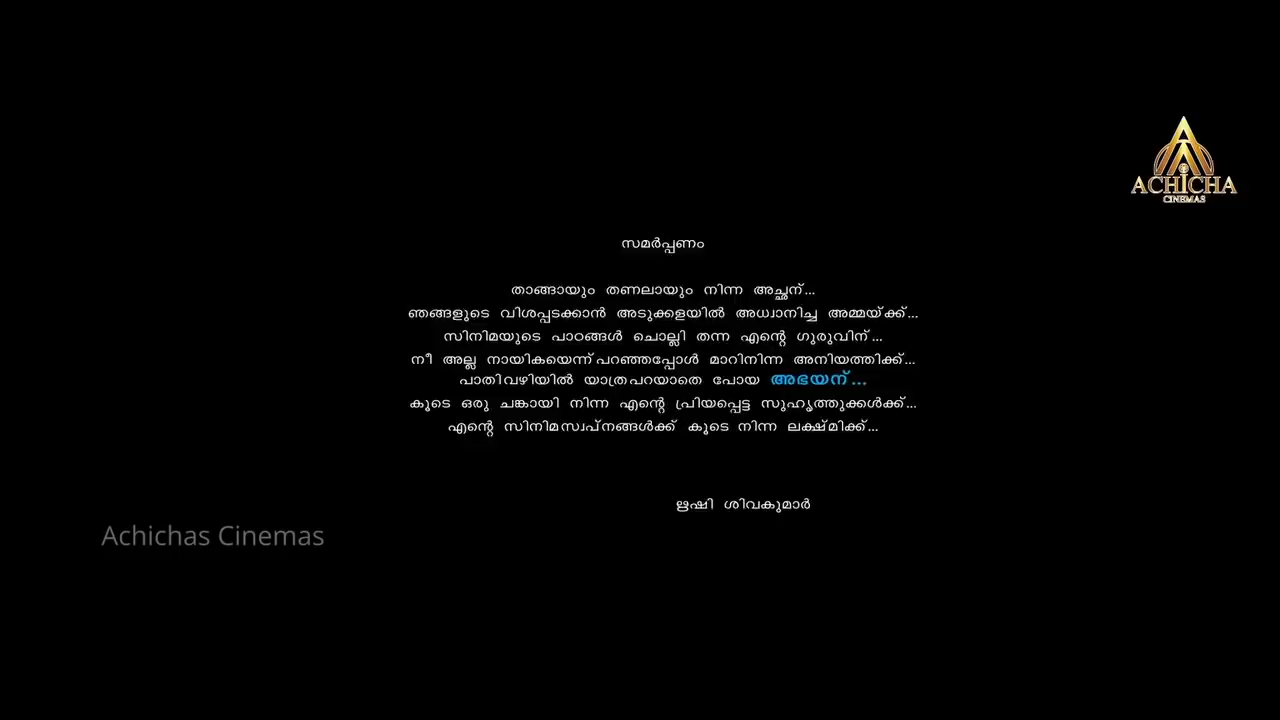 ACHICHA
CINEMAS
സമർപ്പണം
താങ്ങായും തണലായും നിന്ന അച്ഛന്...
ഞങ്ങളുടെ വിശപ്പടക്കാൻ അടുക്കളയിൽ അധ്വാനിച്ച അമ്മയ്ക്ക്...
സിനിമയുടെ പാഠങ്ങൾ ചൊല്ലി തന്ന എന്റെ ഗുരുവിന്...
നീ അല്ല നായികയെന്ന് പറഞ്ഞപ്പോൾ മാറിനിന്ന അനിയത്തിക്ക്...
പാതിവഴിയിൽ യാത്രപറയാതെ പോയ അഭയന്...
കൂടെ ഒരു ചങ്കായി നിന്ന എന്റെ പ്രിയപ്പെട്ട സുഹൃത്തുക്കൾക്ക്...
എന്റെ സിനിമസ്വപ്നങ്ങൾക്ക് കൂടെ നിന്ന ലക്ഷ്മിക്ക്...
ഋഷി ശിവകുമാർ
Achichas Cinemas